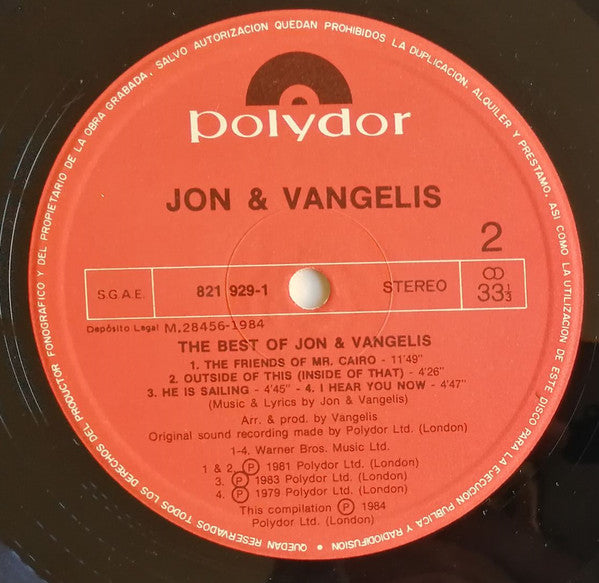 QUEDAN RESERVADOS TODOS LOS DERECHOS DEL PRODUCTOR FONOGRAFICO Y DEL PROPIETARIO DE LA OBRA GRABADA, SALVO AUTORIZACION QUEDAN PROHIBIDOS LA DUPLICACION, ALQUILER Y PRESTAMO, ASI COMO LA UTILIZACION DE ESTE DISCO PARA LA EJECUCION PUBLICA Y RADIODIFUSION •
polydor
JON & VANGELIS
2
S.G.A.E. 821 929-1 STEREO 33⅓
Depósito Legal M.28456-1984
THE BEST OF JON & VANGELIS
1. THE FRIENDS OF MR. CAIRO - 11'49"
2. OUTSIDE OF THIS (INSIDE OF THAT) - 4'26"
3. HE IS SAILING - 4'45" - 4. I HEAR YOU NOW - 4'47"
(Music & Lyrics by Jon & Vangelis)
Arr. & prod. by Vangelis
Original sound recording made by Polydor Ltd. (London)
1-4. Warner Bros. Music Ltd.
1 & 2. Ⓟ 1981 Polydor Ltd. (London)
3. Ⓟ 1983 Polydor Ltd. (London)
4. Ⓟ 1979 Polydor Ltd. (London)
This compilation Ⓟ 1984
Polydor Ltd. (London)